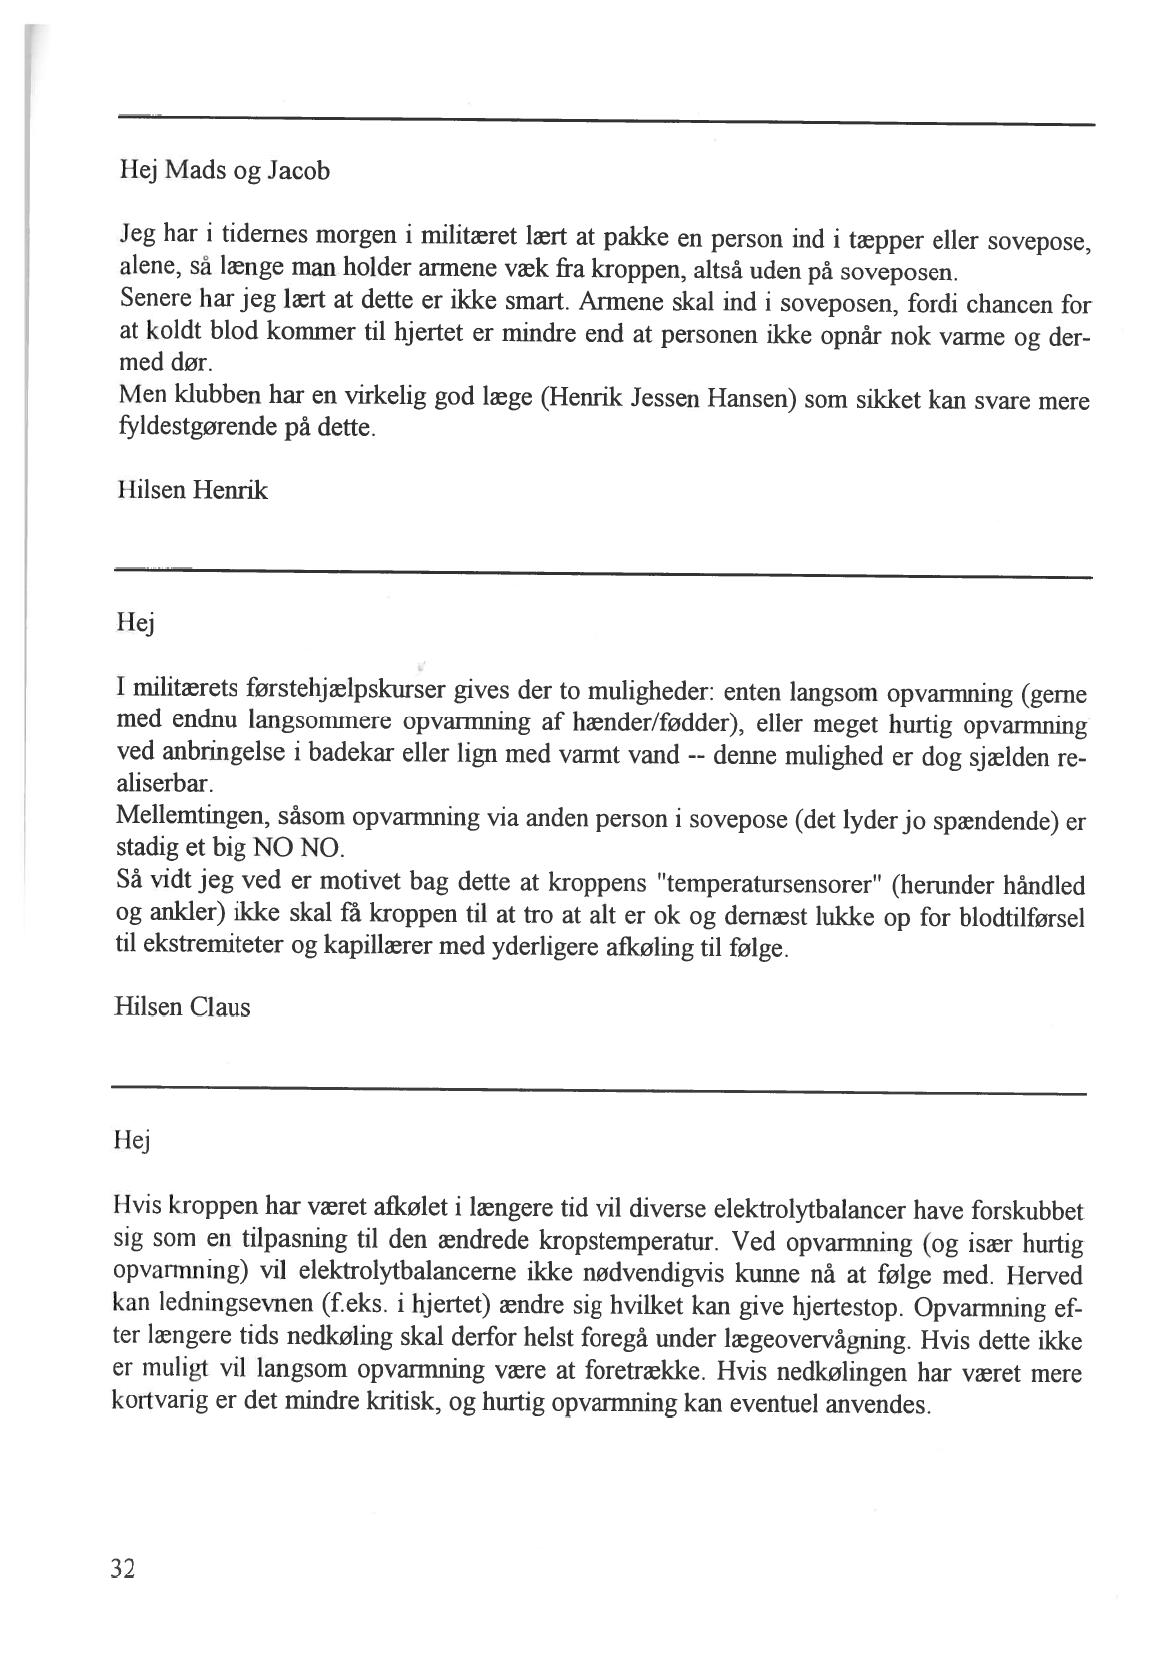 Hej Mads og Jacob
Jeg har i tidernes morgen i militæret lært at pakke en person ind i tæpper eller sovepose,
alene, så længe man holder armene væk fra kroppen, altså uden på soveposen.
Senere har jeg lært at dette er ikke smart. Armene skal ind i soveposen, fordi chancen for
at koldt blod kommer til hjertet er mindre end at personen ikke opnår nok varme og der-
med dør.
Men klubben har en virkelig god læge (Henrik Jessen Hansen) som sikket kan svare mere
fyldestgørende på dette.
Hilsen Henrik
Hej
I militærets førstehjælpskurser gives der to muligheder: enten langsom opvarmning (gerne
med endnu langsommere opvarmning af hænder/fødder), eller meget hurtig opvarmning
ved anbringelse i badekar eller lign med varmt vand -- denne mulighed er dog sjælden re-
aliserbar.
Mellemtingen, såsom opvarmning via anden person i sovepose (det lyder jo spændende) er
stadig et big NO NO.
Så vidt jeg ved er motivet bag dette at kroppens "temperatursensorer" (herunder håndled
og ankler) ikke skal få kroppen til at tro at alt er ok og dernæst lukke op for blodtilførsel
til ekstremiteter og kapillærer med yderligere afkøling til følge.
Hilsen Claus
Hej
Hvis kroppen har været afkølet i længere tid vil diverse elektrolytbalancer have forskubbet
sig som en tilpasning til den ændrede kropstemperatur. Ved opvarmning (og især hurtig
opvarmning) vil elektrolytbalancerne ikke nødvendigvis kunne nå at følge med. Herved
kan ledningsevnen (f.eks. i hjertet) ændre sig hvilket kan give hjertestop. Opvarmning ef-
ter længere tids nedkøling skal derfor helst foregå under lægeovervågning. Hvis dette ikke
er muligt vil langsom opvarmning være at foretrække. Hvis nedkølingen har været mere
kortvarig er det mindre kritisk, og hurtig opvarmning kan eventuel anvendes.
32